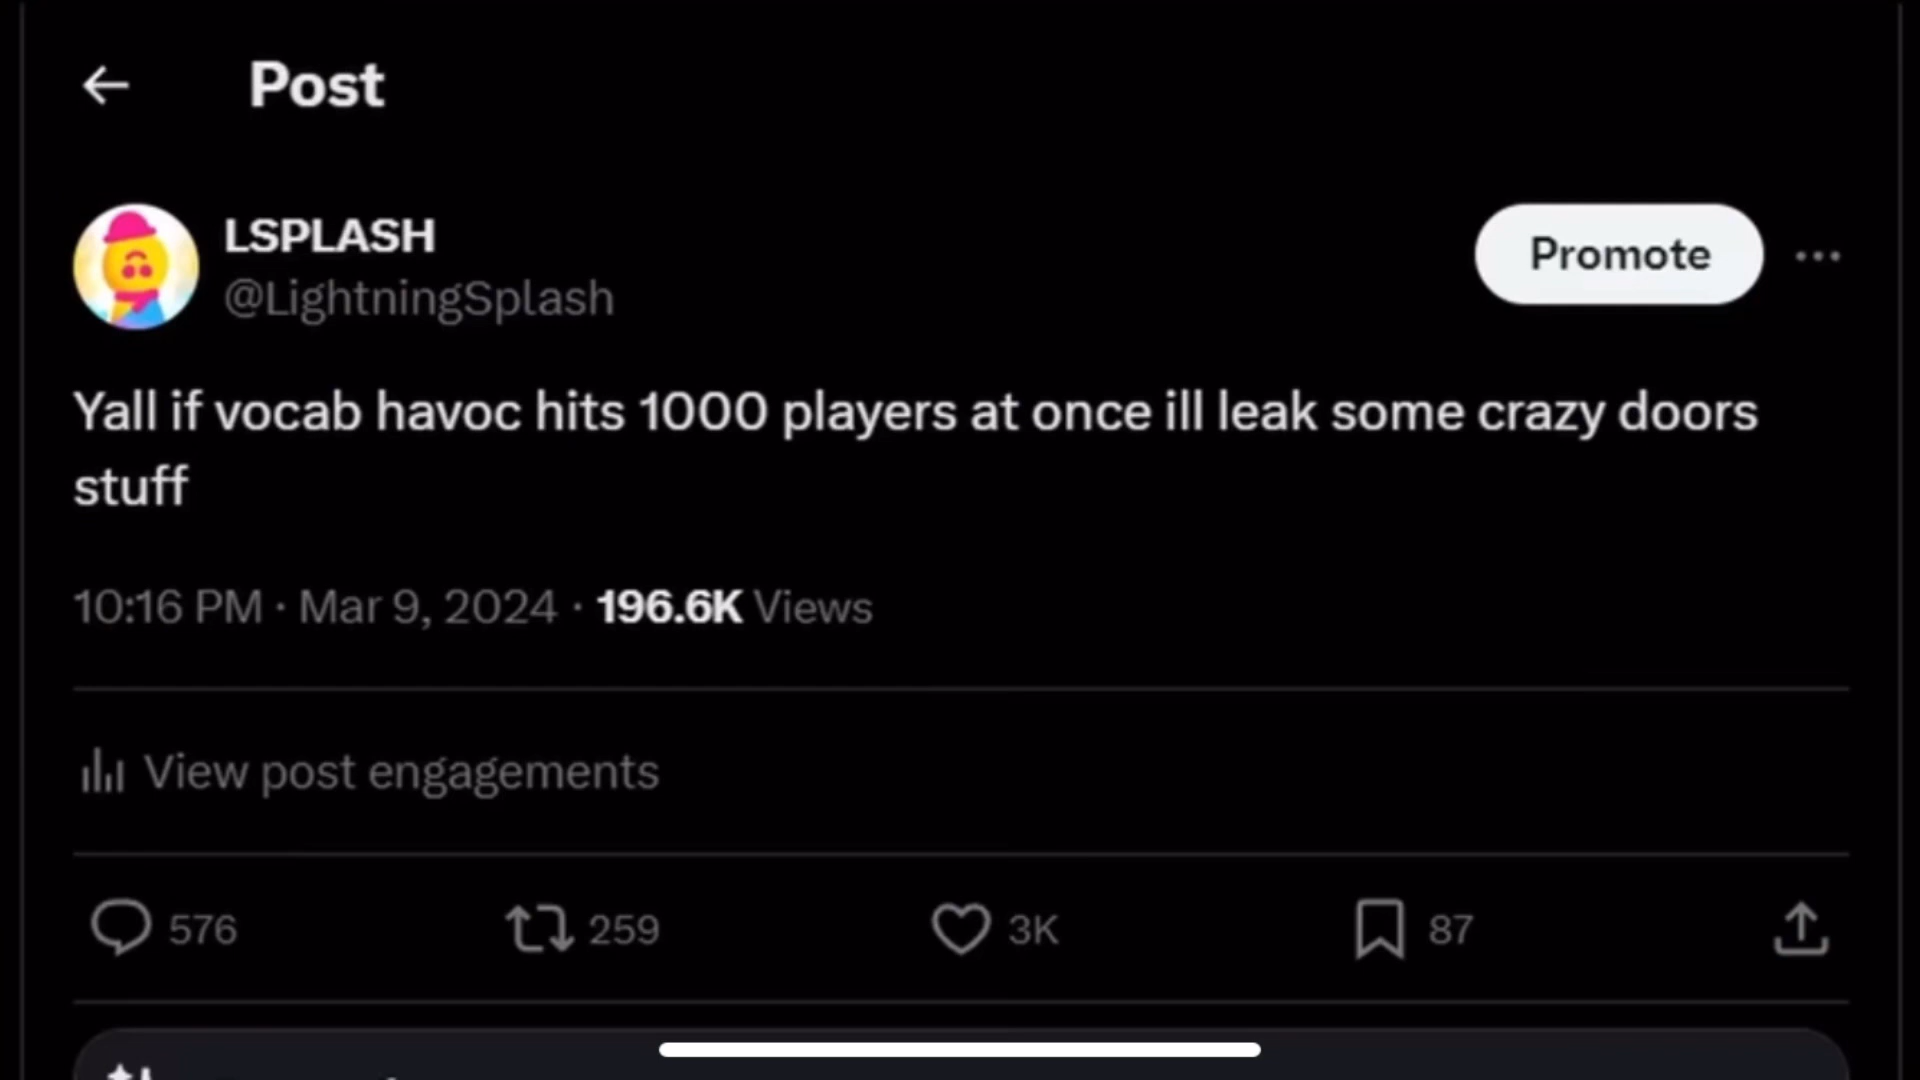 Post
LSPLASH
@LightningSplash
Promote
Yall if vocab havoc hits 1000 players at once ill leak some crazy doors
stuff
10:16 PM · Mar 9, 2024 · 196.6K Views
View post engagements
576 259 3K 87